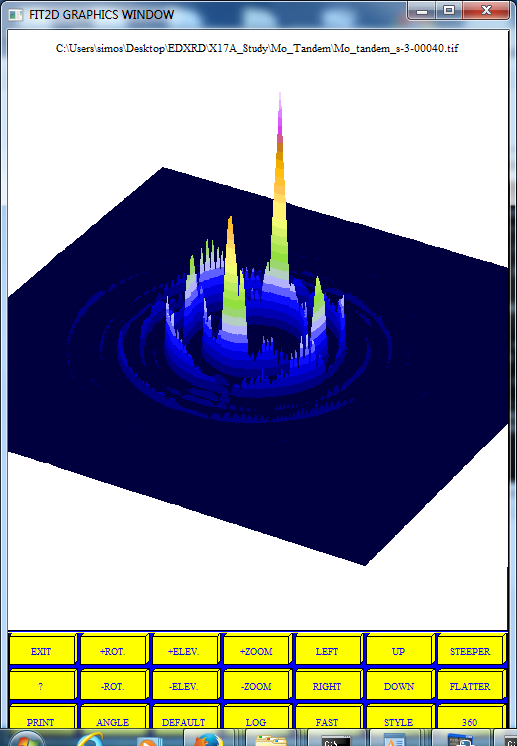 FIT2D GRAPHICS WINDOW
C:\Users\simos\Desktop\EDXRD\X17A_Study\Mo_Tandem\Mo_tandem_s-3-00040.tif
EXIT +ROT. +ELEV. +ZOOM LEFT UP STEEPER
? -ROT. -ELEV. -ZOOM RIGHT DOWN FLATTER
PRINT ANGLE DEFAULT LOG FAST STYLE 360